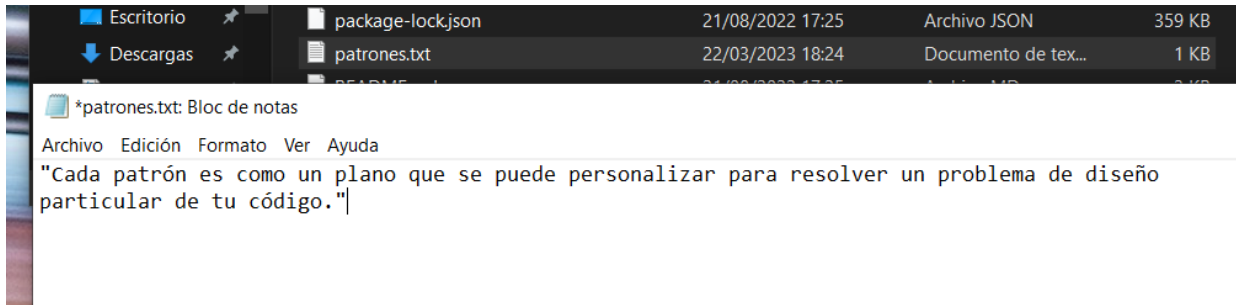 Escritorio
package-lock.json 21/08/2022 17:25 Archivo JSON 359 KB
Descargas
patrones.txt 22/03/2023 18:24 Documento de tex... 1 KB
*patrones.txt: Bloc de notas
Archivo Edición Formato Ver Ayuda
"Cada patrón es como un plano que se puede personalizar para resolver un problema de diseño
particular de tu código."